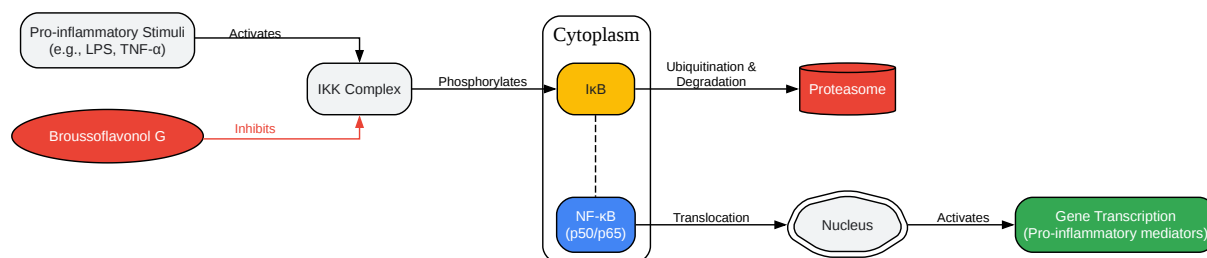 Pro-inflammatory Stimuli
(e.g., LPS, TNF-α)
Activates
IKK Complex
Broussoflavonol G
Inhibits
Phosphorylates
Cytoplasm
IκB
Ubiquitination &
Degradation
Proteasome
NF-κB
(p50/p65)
Translocation
Nucleus
Activates
Gene Transcription
(Pro-inflammatory mediators)